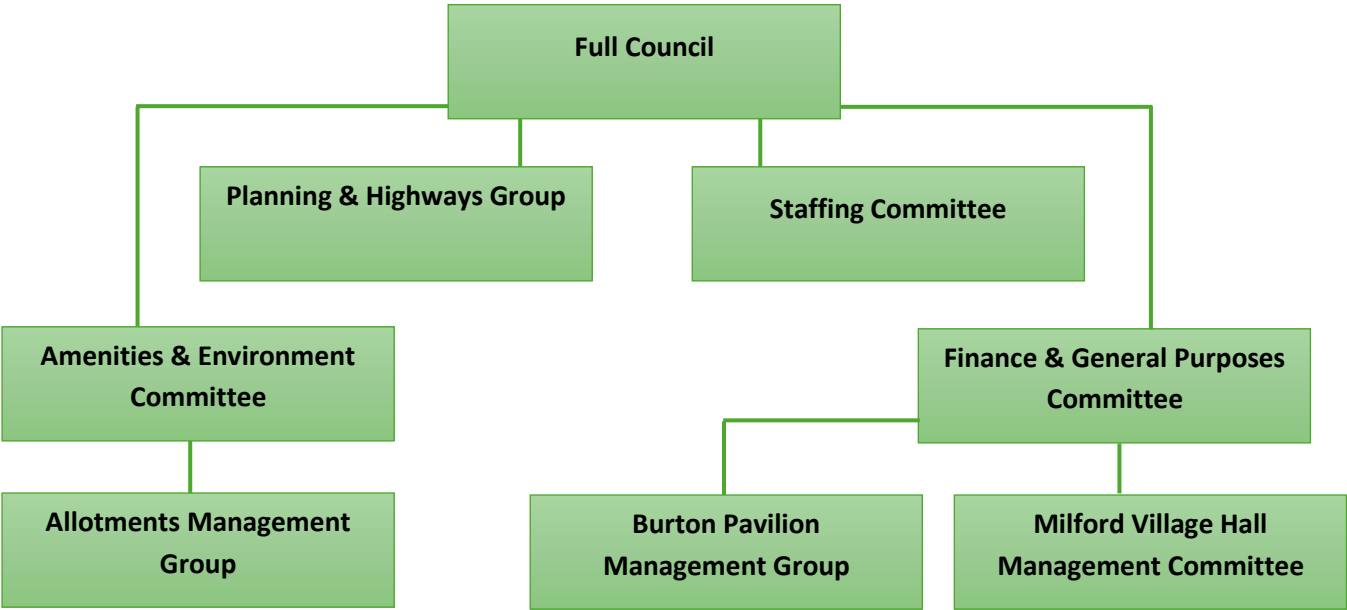 Full Council
Planning & Highways Group
Staffing Committee
Amenities & Environment
Committee
Finance & General Purposes
Committee
Allotments Management
Group
Burton Pavilion
Management Group
Milford Village Hall
Management Committee